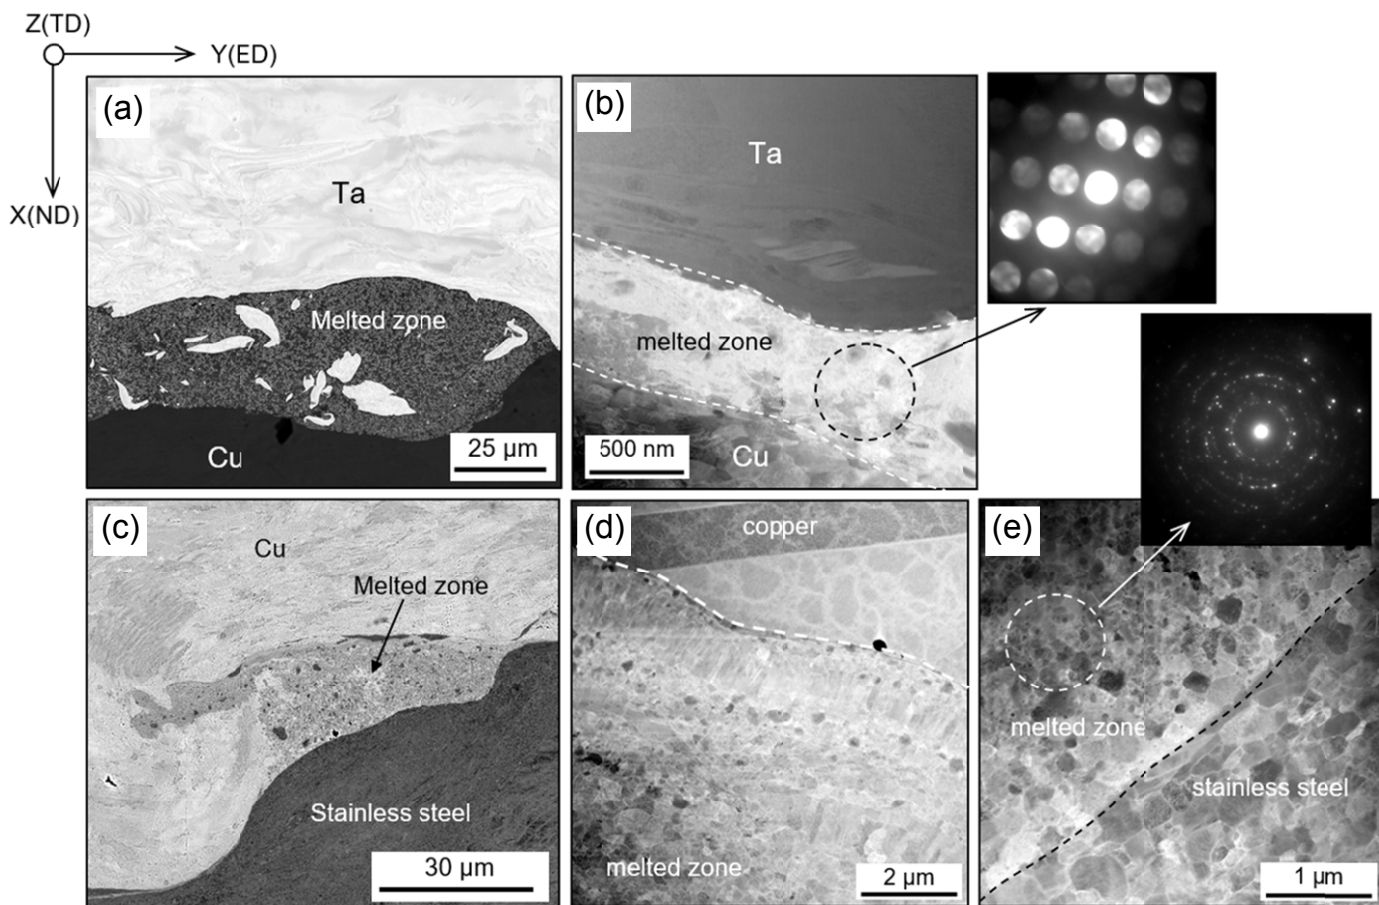 Z(TD)
Y(ED)
X(ND)
(a)
Ta
Melted zone
Cu
25 µm
(b)
Ta
melted zone
500 nm
Cu
(c)
Cu
Melted zone
Stainless steel
30 µm
(d)
copper
melted zone
2 µm
(e)
melted zone
stainless steel
1 µm